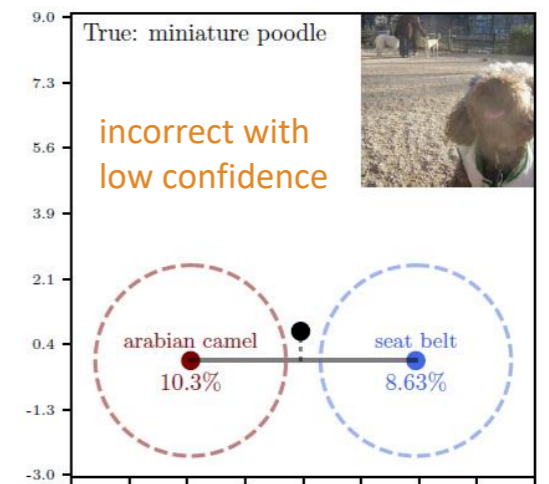 9.0
True: miniature poodle
7.3
incorrect with
5.6
low confidence
3.9
2.1
arabian camel
seat belt
0.4
10.3%
8.63%
-1.3
-3.0